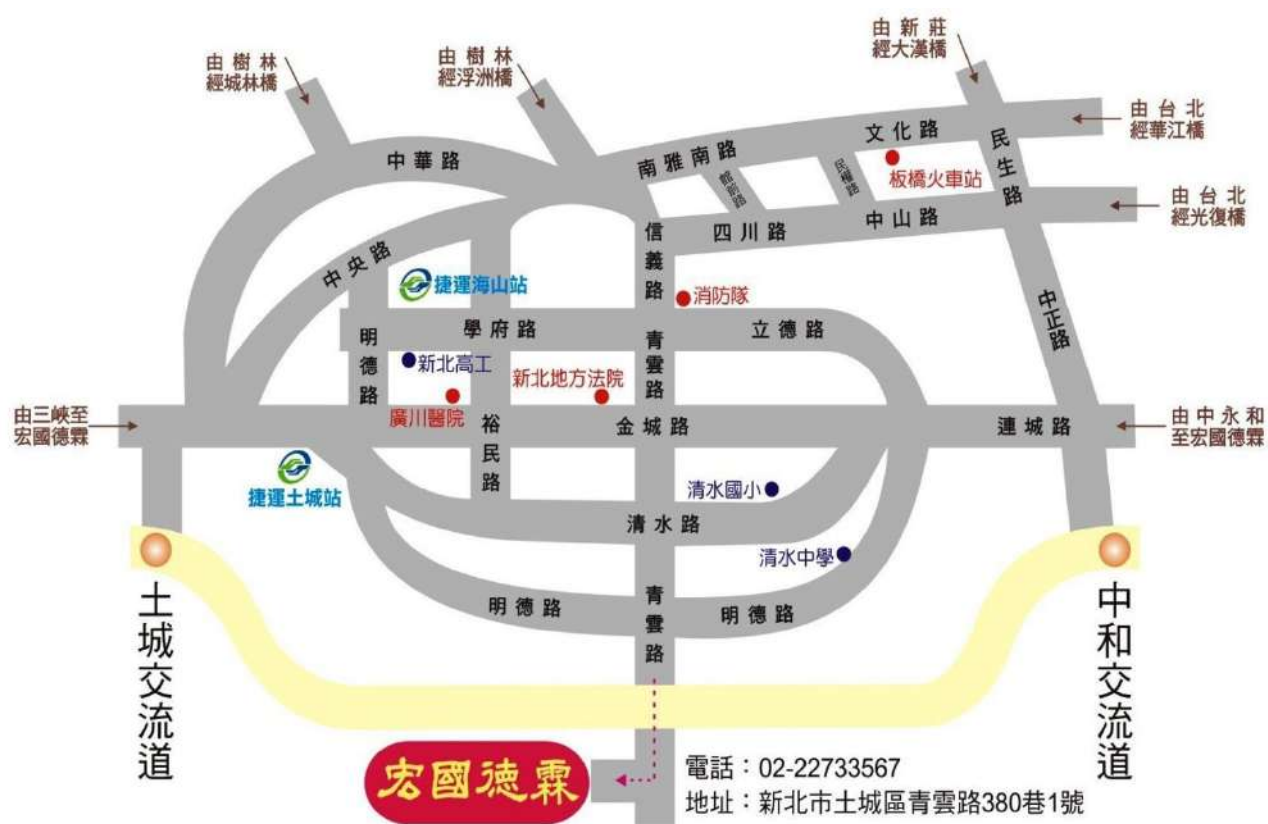 由新莊
經大漢橋
由樹林
經城林橋
由樹林
經浮洲橋
由台北
經華江橋
文化路
南雅南路
中華路
民生路
館前路
民權路
板橋火車站
由台北
經光復橋
中山路
四川路
信義路
中央路
捷運海山站
消防隊
中正路
學府路
立德路
明德路
青雲路
新北高工
新北地方法院
廣川醫院
由三峽至
宏國德霖
裕民路
金城路
連城路
由中永和
至宏國德霖
捷運土城站
清水國小
清水路
清水中學
明德路
青雲路
明德路
土城交流道
中和交流道
宏國德霖
電話：02-22733567
地址：新北市土城區青雲路380巷1號